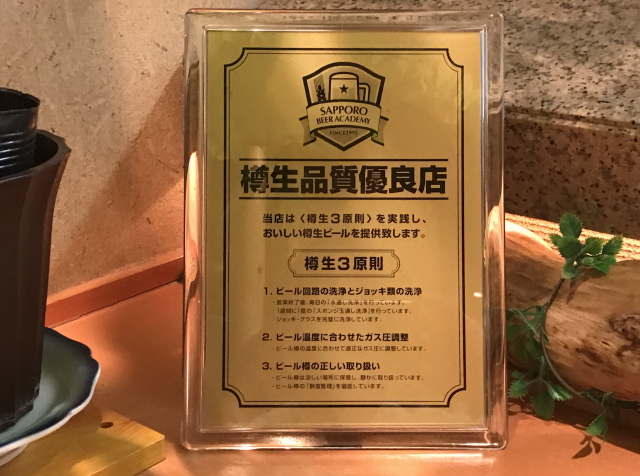 SAPPORO
BEER ACADEMY
SINCE 1993
樽生品質優良店
当店は〈樽生3原則〉を実践し、
おいしい樽生ビールを提供致します。
樽生3原則
1. ビール回路の洗浄とジョッキ類の洗浄
・営業終了後、毎日の「水通し洗浄」を行っています。
・1週間に1度の「スポンジ玉通し洗浄」を行っています。
ジョッキ・グラスを完璧に洗浄しています。
2. ビール温度に合わせたガス圧調整
・ビール樽の温度に合わせて適正なガス圧に調整しています。
3. ビール樽の正しい取り扱い
・ビール樽は涼しい場所に保管し、静かに取り扱っています。
・ビール樽の「鮮度管理」を徹底しています。